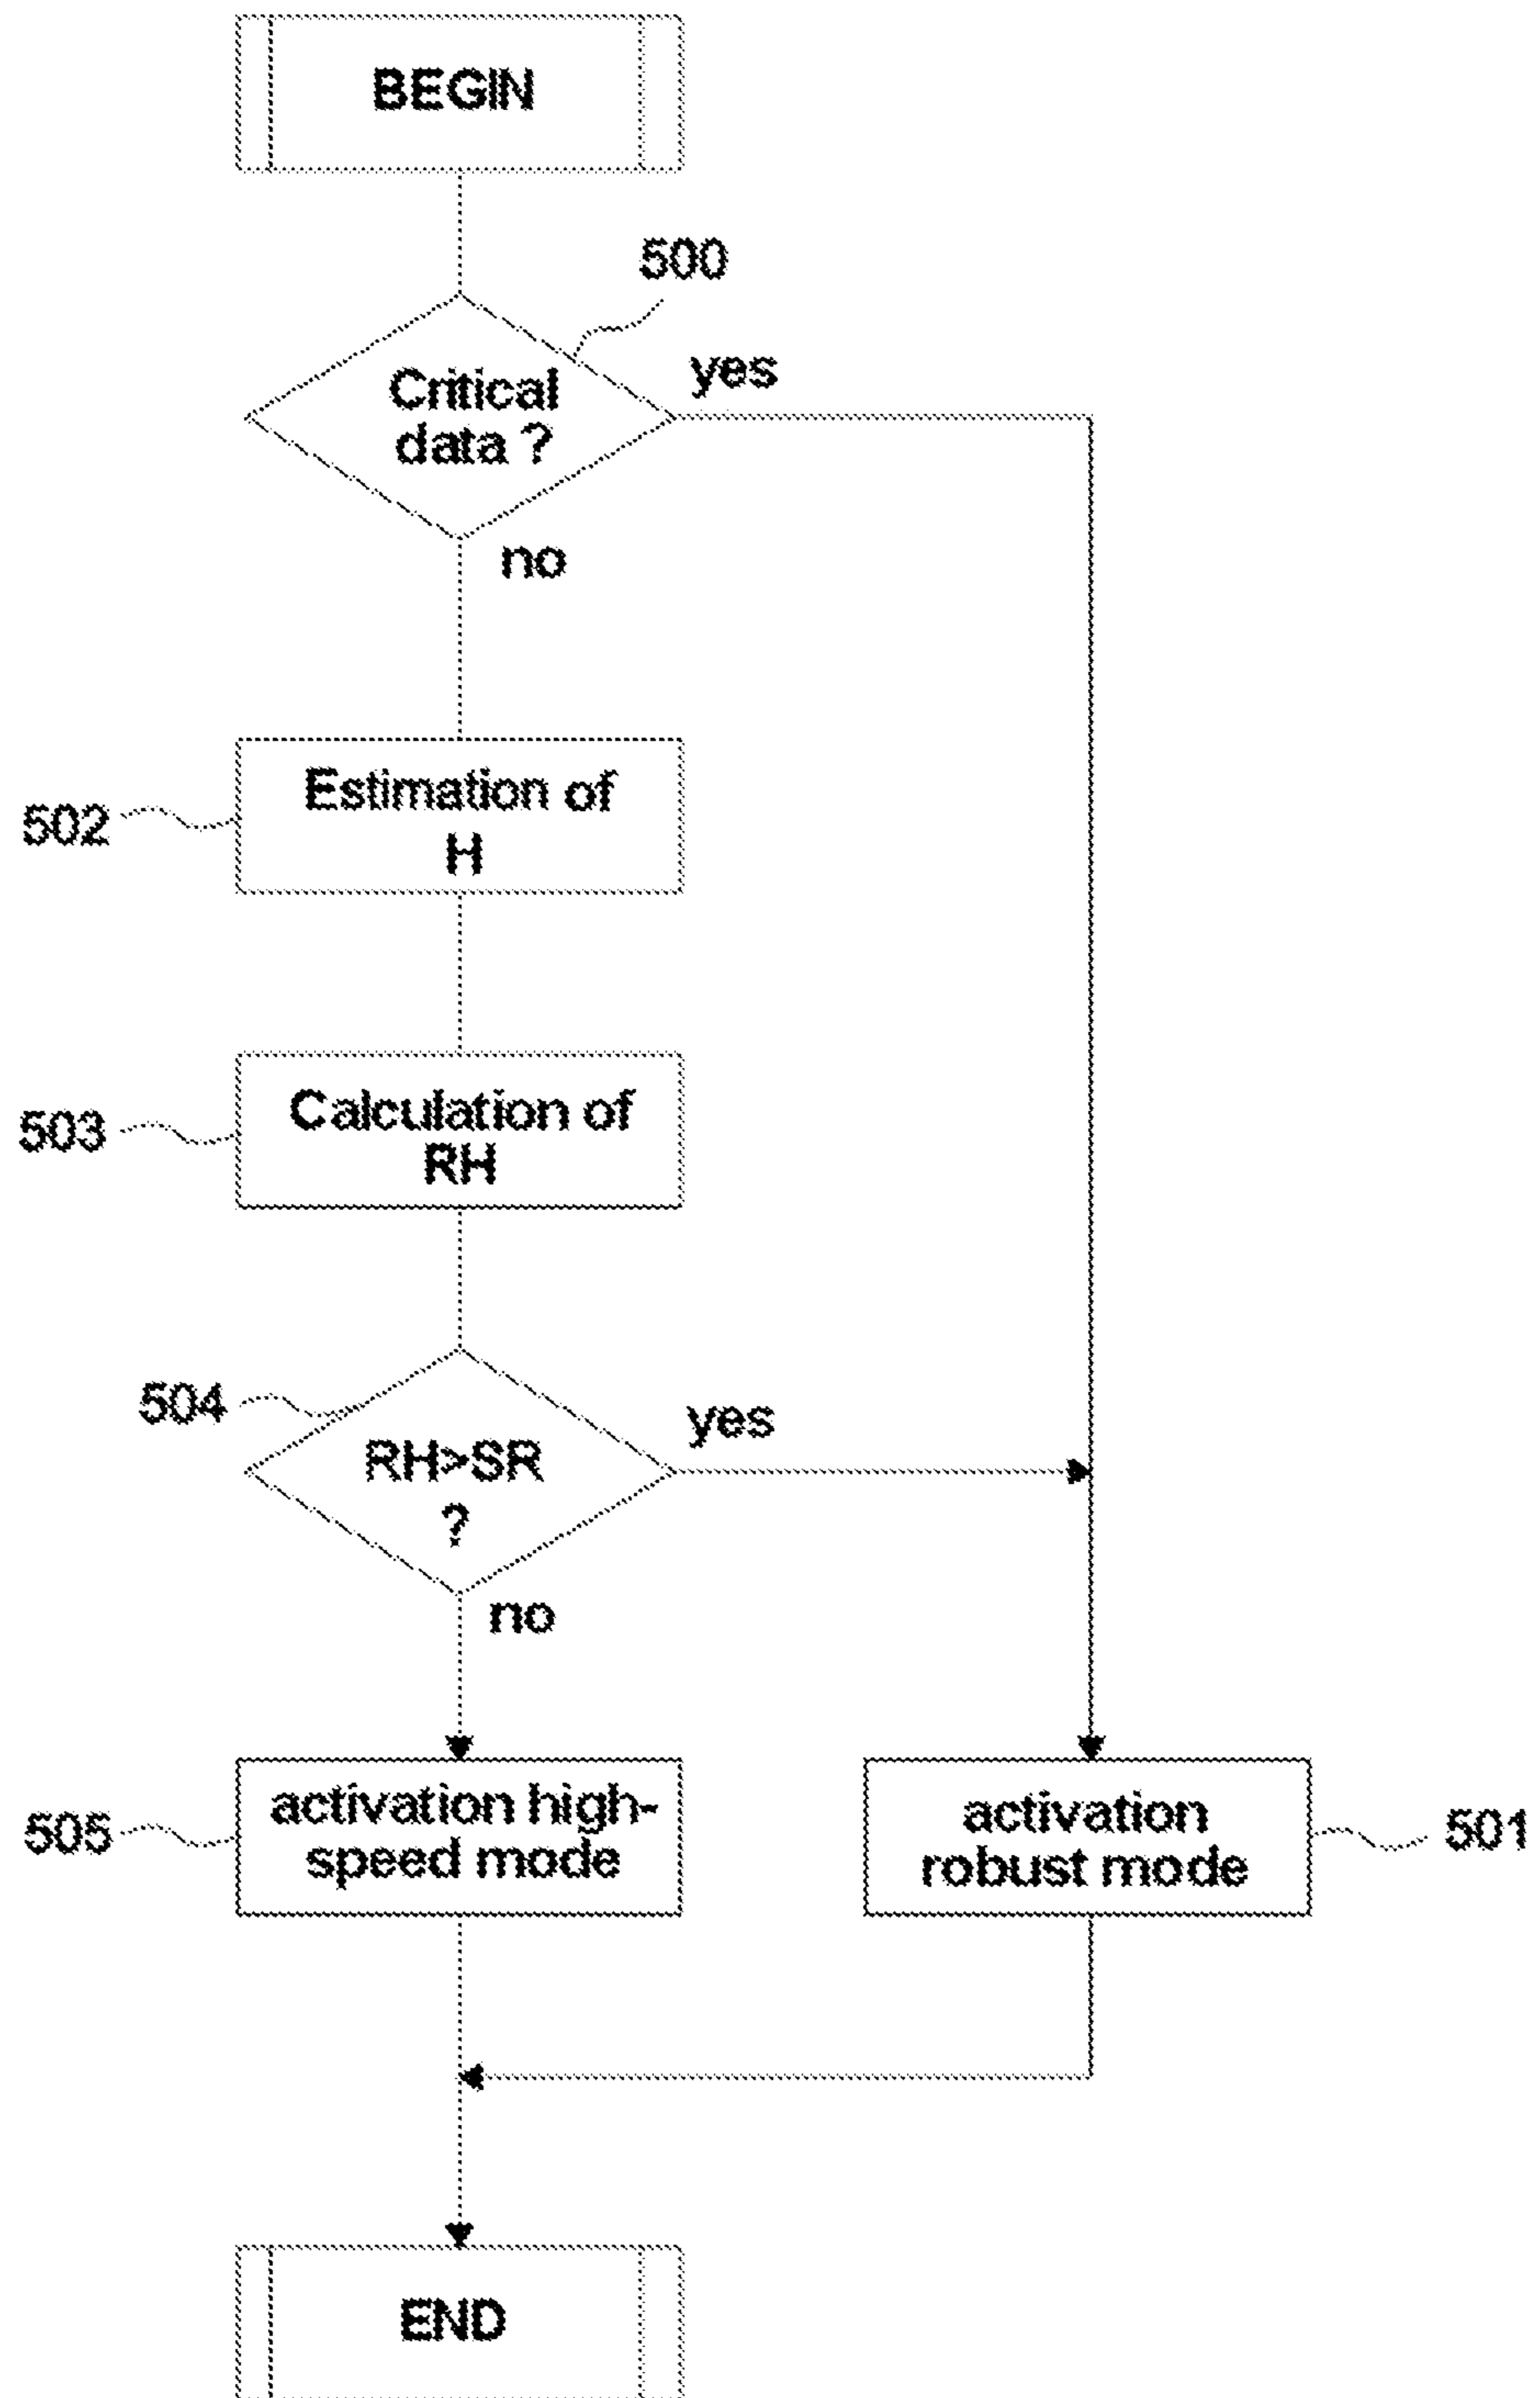 BEGIN
500
Critical
data ?
yes
no
502
Estimation of
H
503
Calculation of
RH
504
RH>SR
?
yes
no
505
activation high-
speed mode
activation
robust mode
501
END